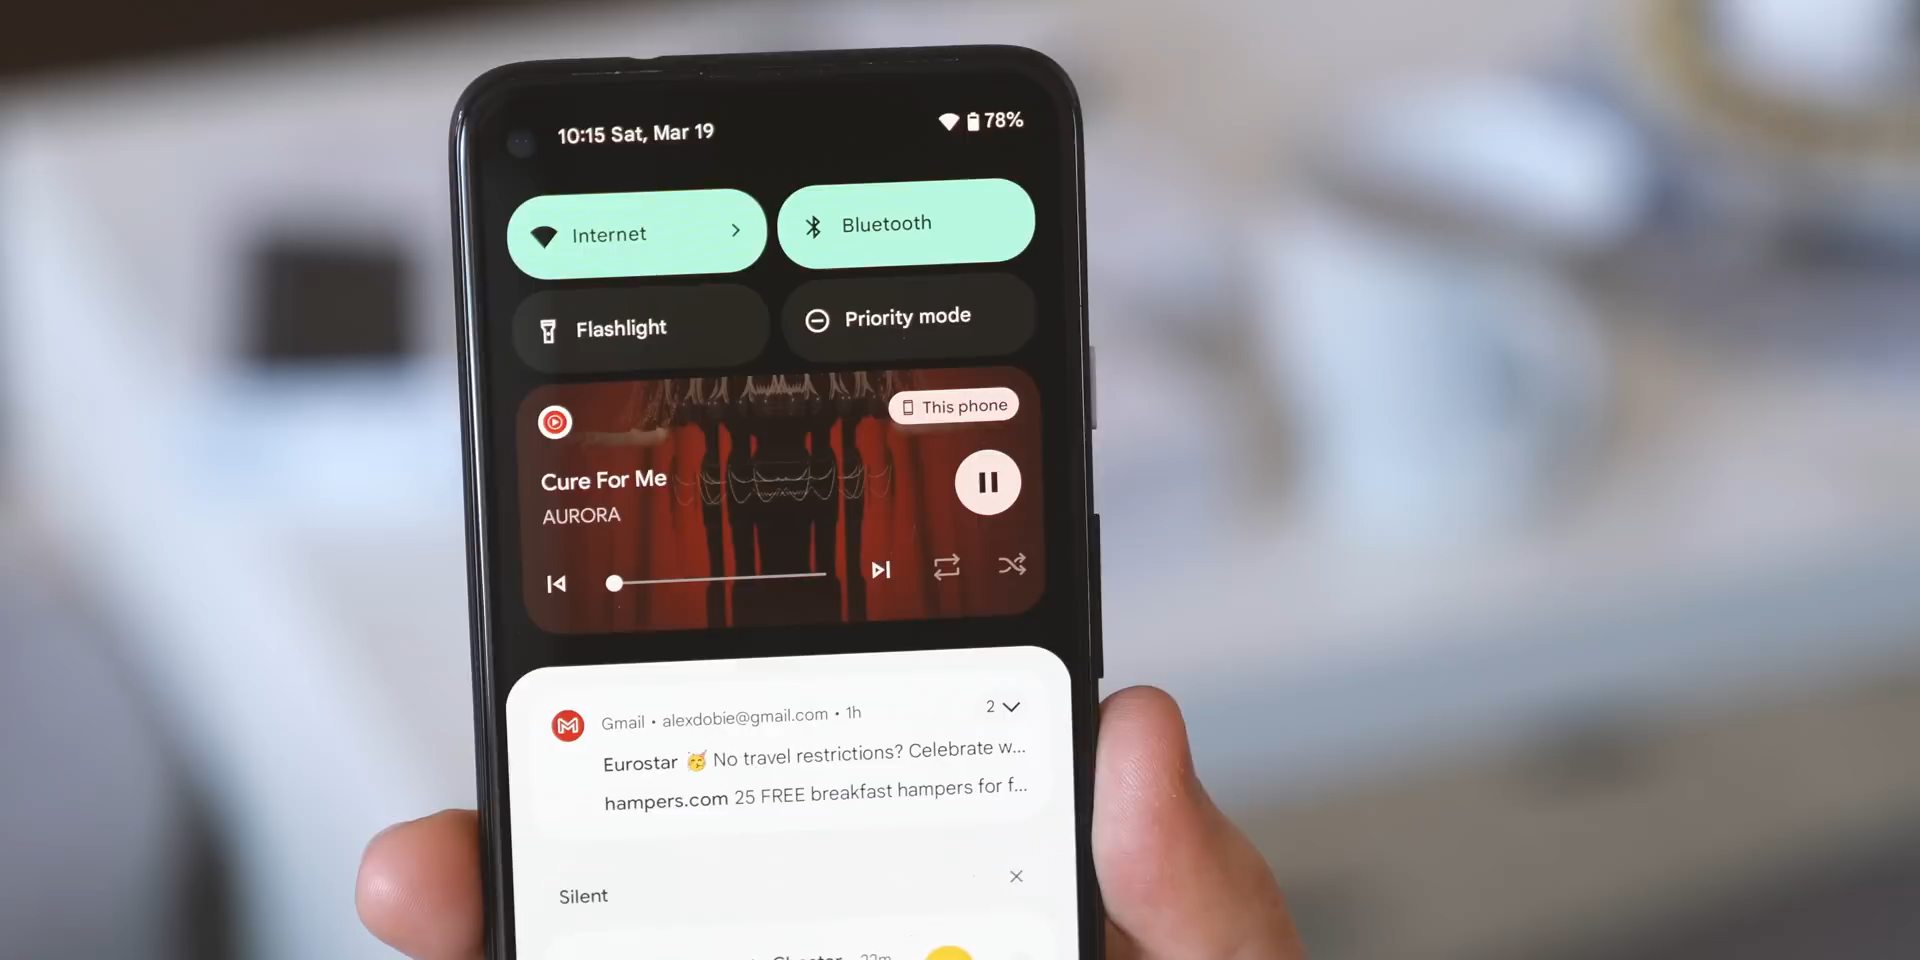 10:15 Sat, Mar 19
78%
Internet
Bluetooth
Flashlight
Priority mode
This phone
Cure For Me
AURORA
Gmail • alexdobie@gmail.com • 1h
2
Eurostar 🥳 No travel restrictions? Celebrate w...
hampers.com 25 FREE breakfast hampers for f...
Silent
22m